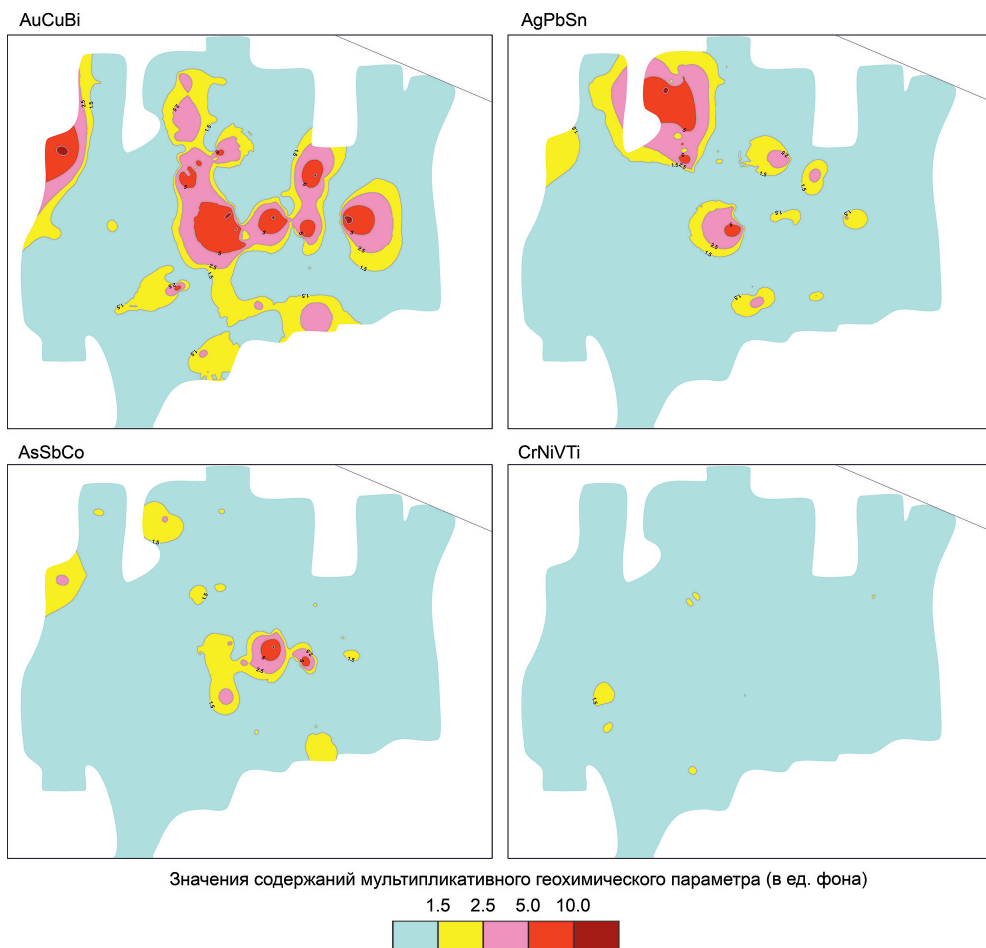 AuCuBi
AgPbSn
AsSbCo
CrNiVTi
Значения содержаний мультипликативного геохимического параметра (в ед. фона)
1.5 2.5 5.0 10.0